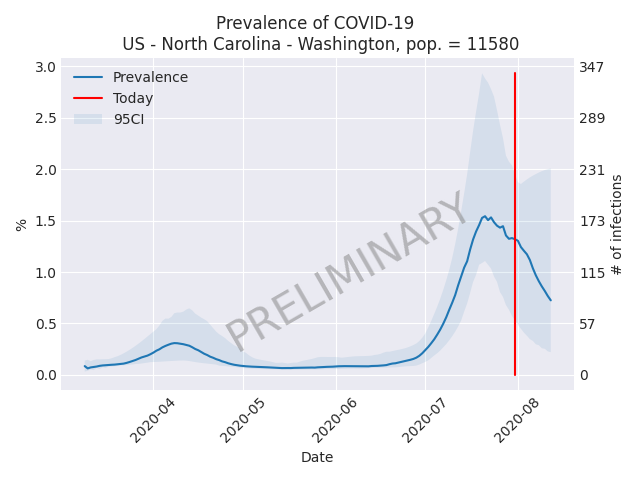 Prevalence of COVID-19
US - North Carolina - Washington, pop. = 11580
Prevalence
Today
95CI
PRELIMINARY
3.0
2.5
2.0
1.5
1.0
0.5
0.0
%
347
289
231
173
115
57
0
# of infections
2020-04
2020-05
2020-06
2020-07
2020-08
Date